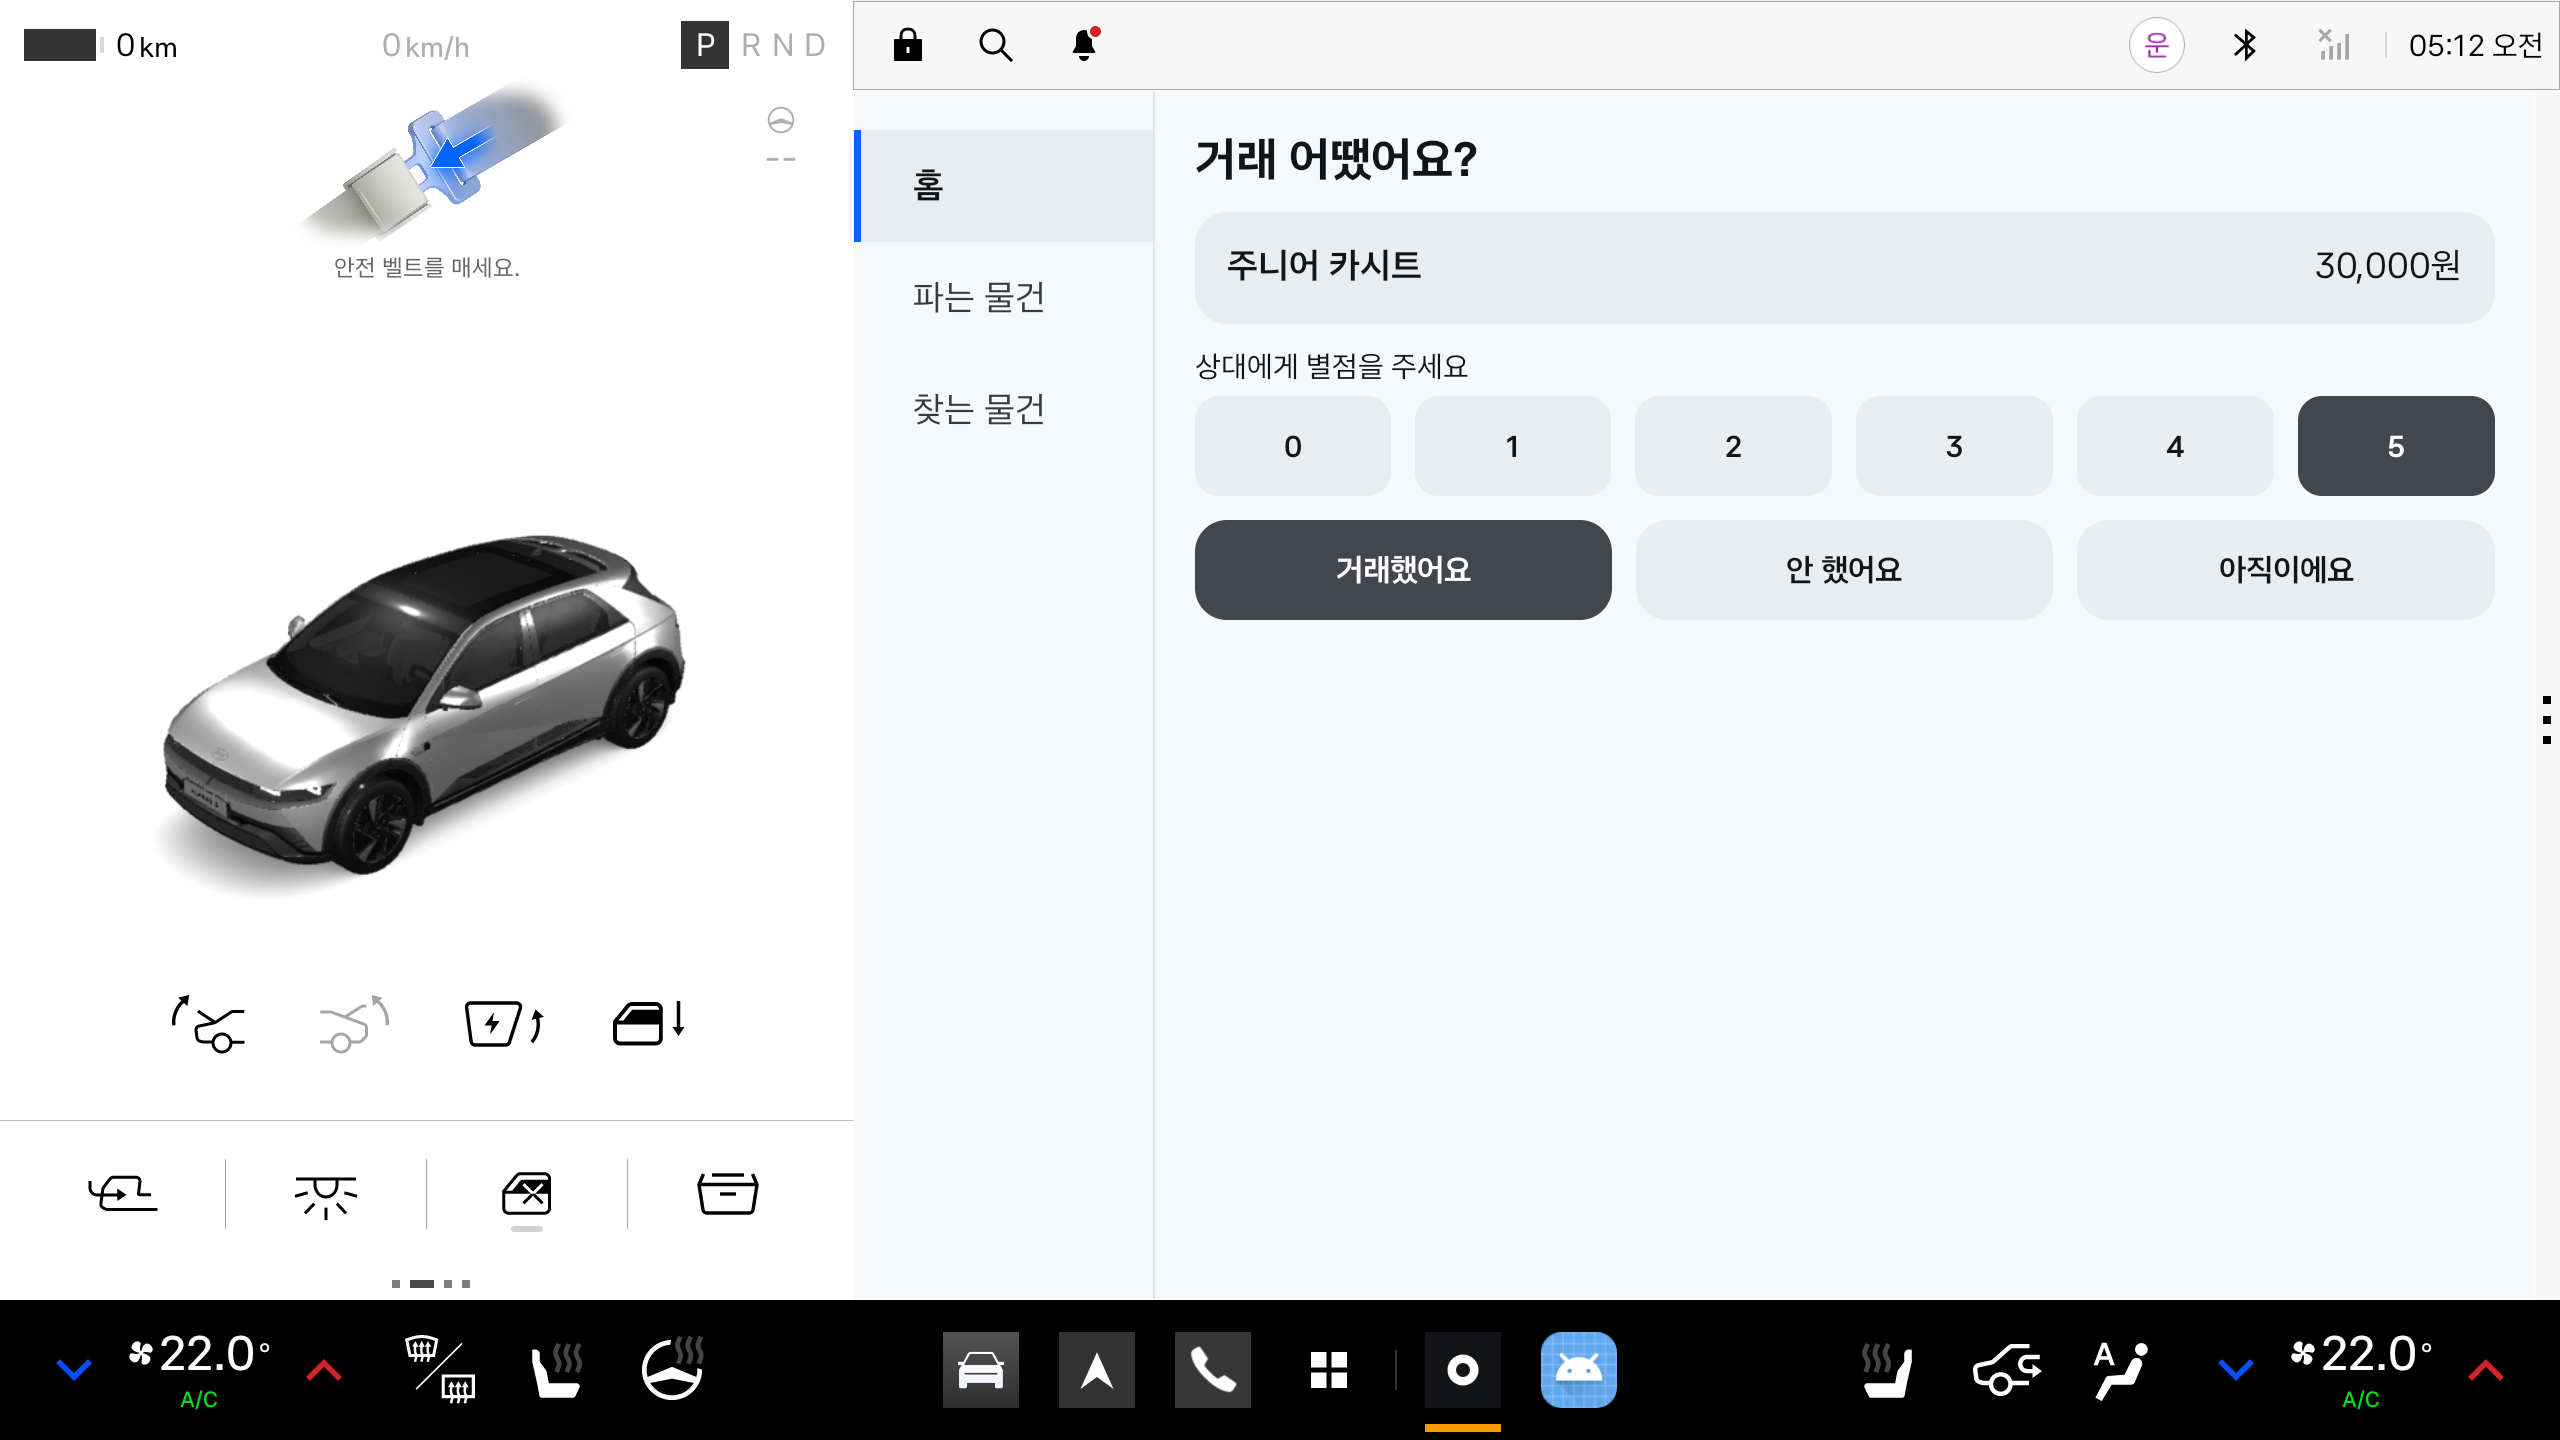 0 km
0 km/h
P R N D
05:12 오전
운
안전 벨트를 매세요.
홈
파는 물건
찾는 물건
거래 어땠어요?
주니어 카시트
30,000원
상대에게 별점을 주세요
0 1 2 3 4 5
거래했어요
안 했어요
아직이에요
22.0°
A/C
A
22.0°
A/C